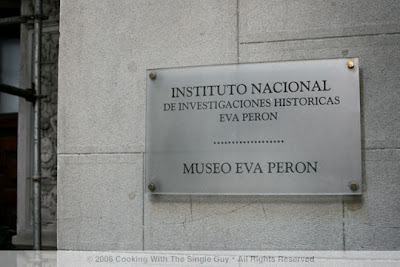 INSTITUTO NACIONAL
DE INVESTIGACIONES HISTORICAS
EVA PERON
....................
MUSEO EVA PERON
© 2008 Cooking With The Single Guy * All Rights Reserved